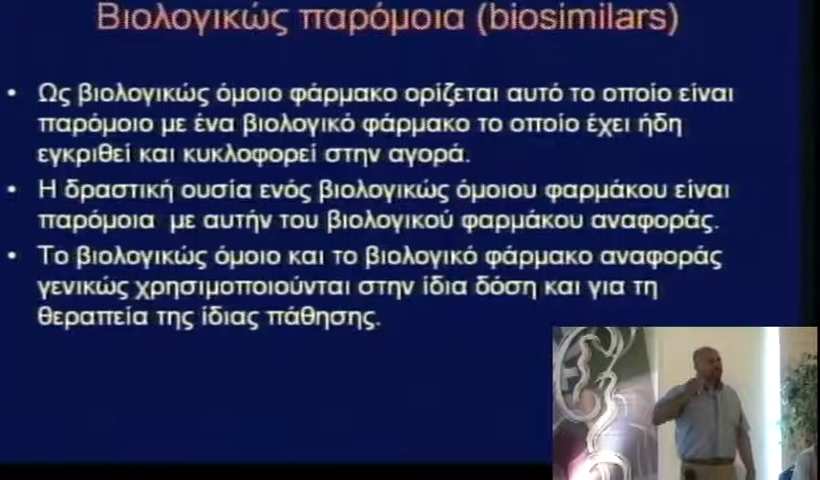 Βιολογικώς παρόμοια (biosimilars)
• Ως βιολογικώς όμοιο φάρμακο ορίζεται αυτό το οποίο είναι
παρόμοιο με ένα βιολογικό φάρμακο το οποίο έχει ήδη
εγκριθεί και κυκλοφορεί στην αγορά.
• Η δραστική ουσία ενός βιολογικώς όμοιου φαρμάκου είναι
παρόμοια με αυτήν του βιολογικού φαρμάκου αναφοράς.
• Το βιολογικώς όμοιο και το βιολογικό φάρμακο αναφοράς
γενικώς χρησιμοποιούνται στην ίδια δόση και για τη
θεραπεία της ίδιας πάθησης.